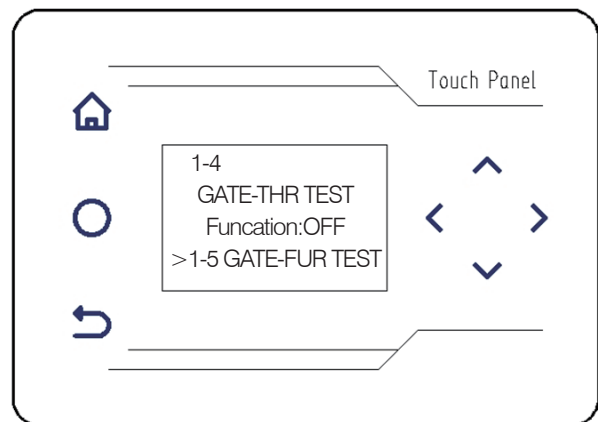 Touch Panel
1-4
GATE-THR TEST
Funcation:OFF
>1-5 GATE-FUR TEST